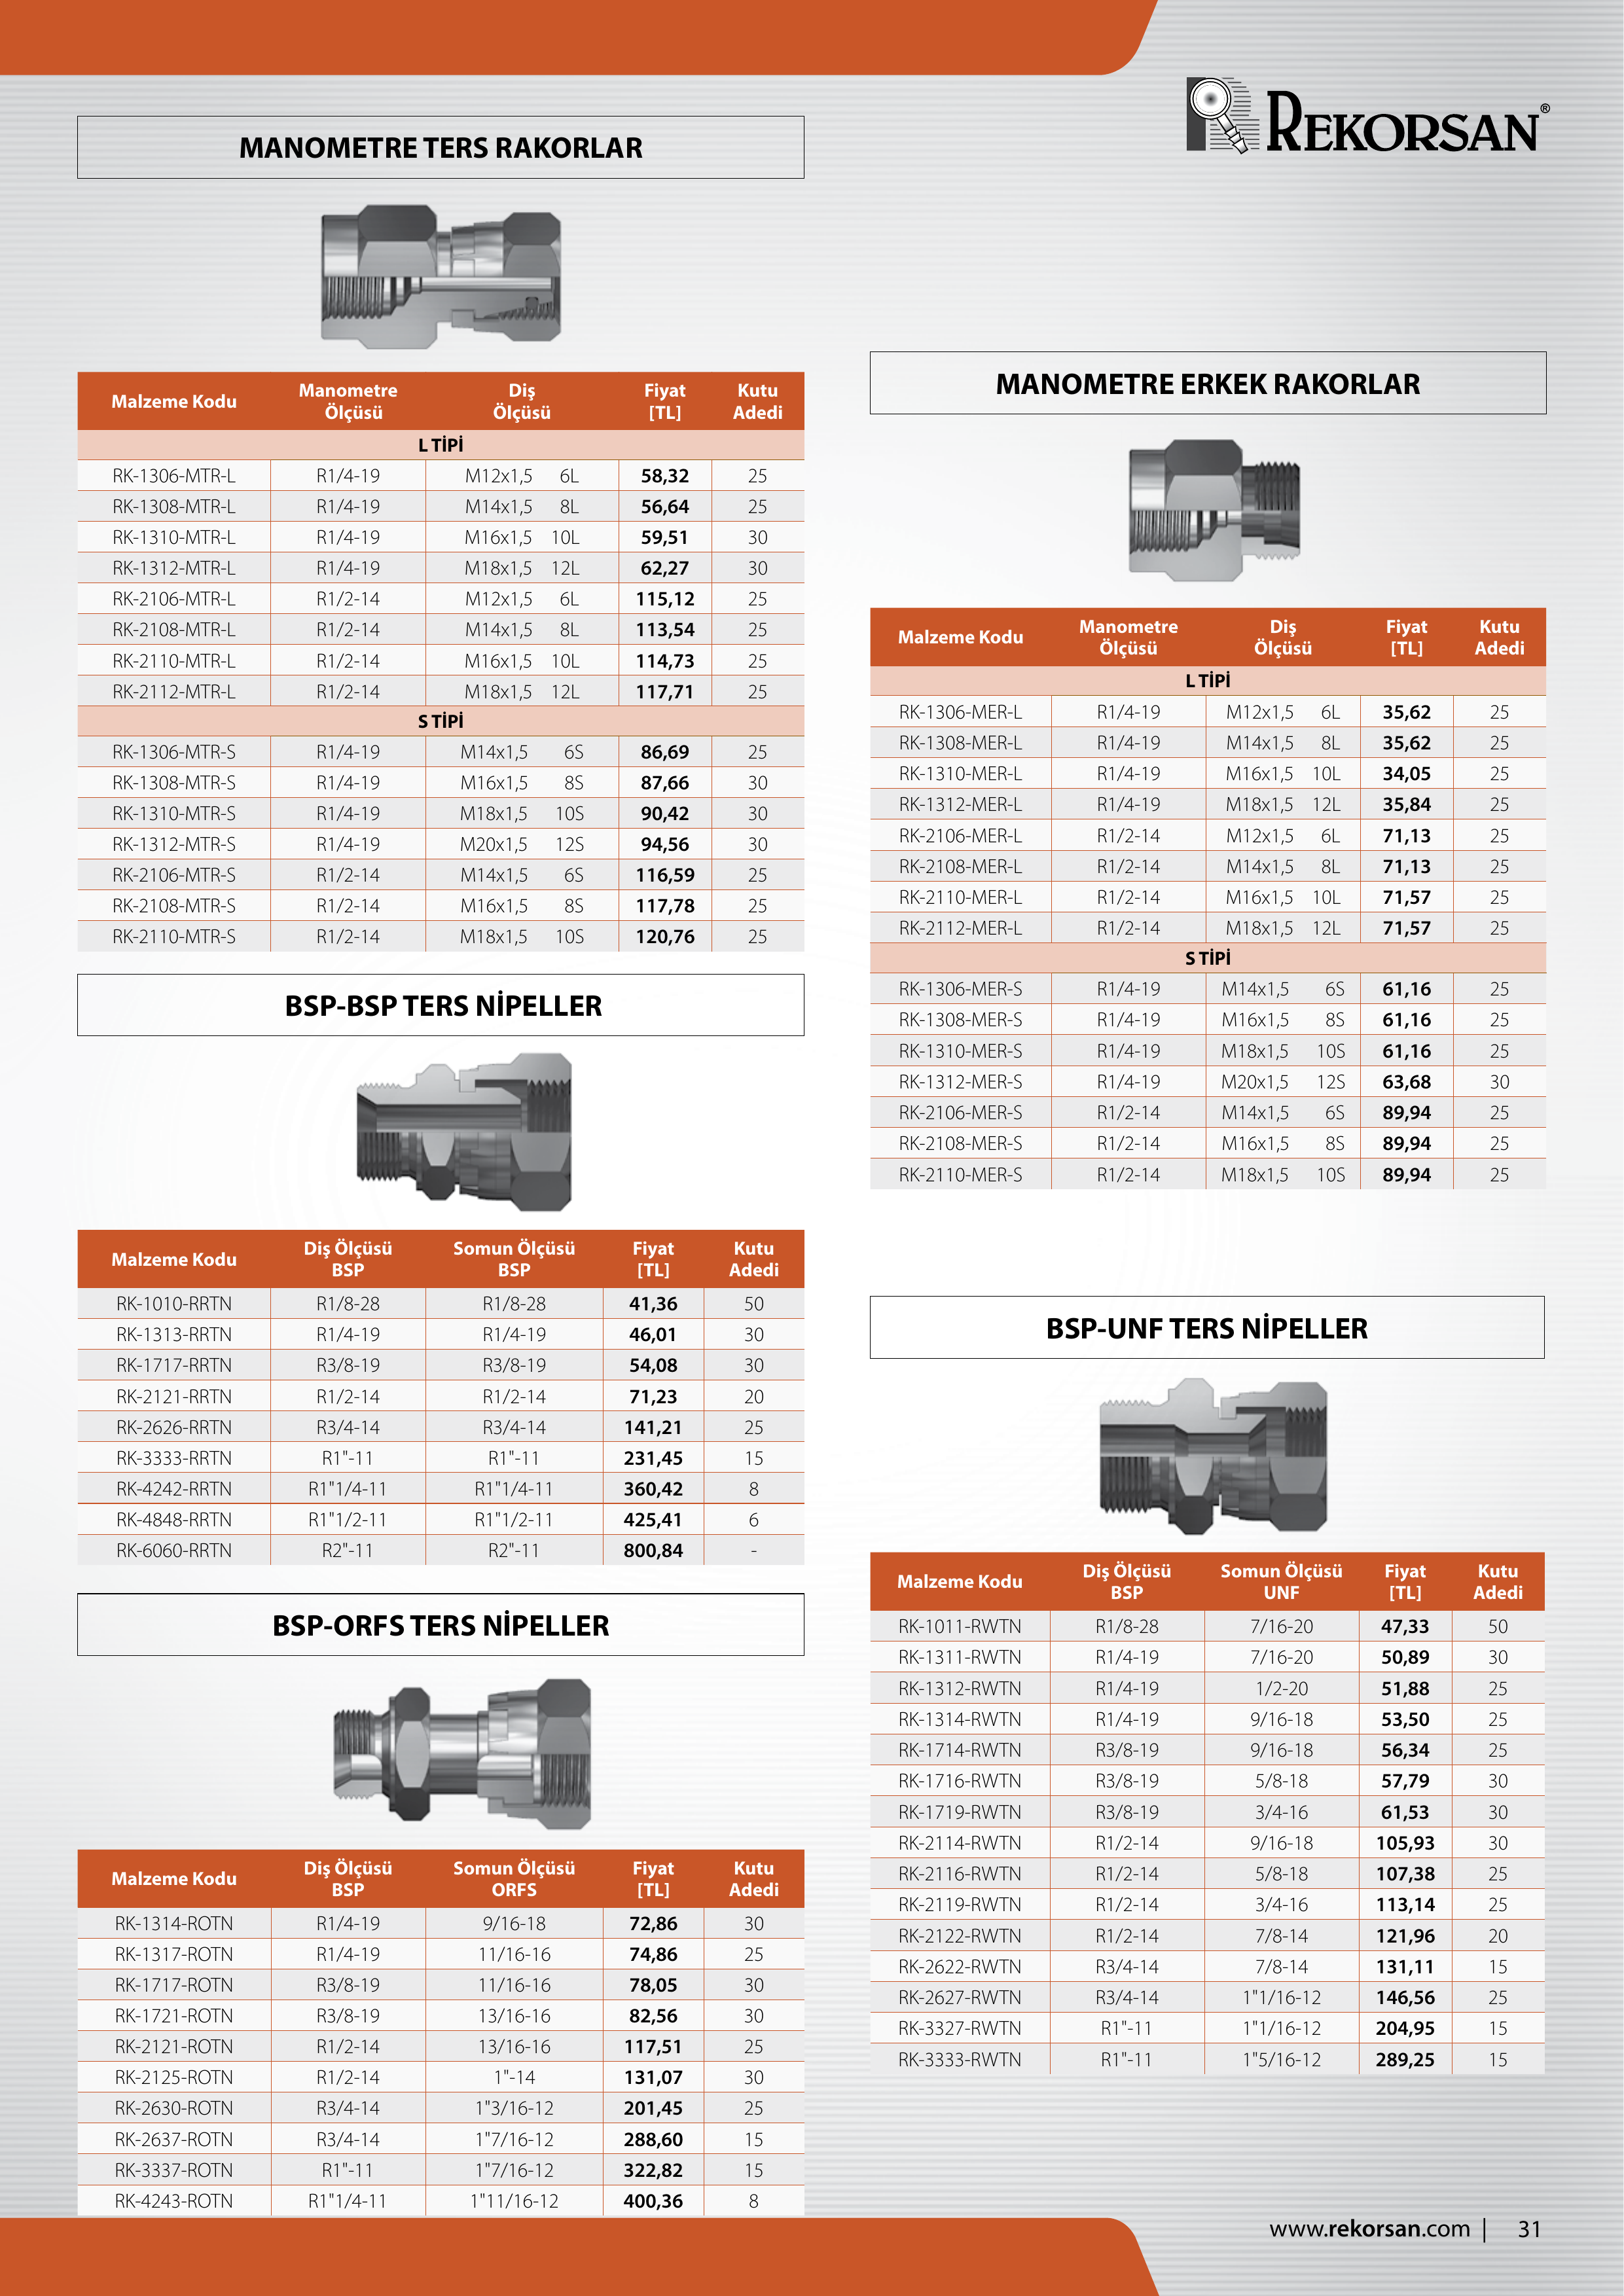 REKORSAN®
MANOMETRE TERS RAKORLAR
Malzeme Kodu Manometre Ölçüsü Diş Ölçüsü Fiyat [TL] Kutu Adedi
L TİPİ
RK-1306-MTR-L R1/4-19 M12x1,5 6L 58,32 25
RK-1308-MTR-L R1/4-19 M14x1,5 8L 56,64 25
RK-1310-MTR-L R1/4-19 M16x1,5 10L 59,51 30
RK-1312-MTR-L R1/4-19 M18x1,5 12L 62,27 30
RK-2106-MTR-L R1/2-14 M12x1,5 6L 115,12 25
RK-2108-MTR-L R1/2-14 M14x1,5 8L 113,54 25
RK-2110-MTR-L R1/2-14 M16x1,5 10L 114,73 25
RK-2112-MTR-L R1/2-14 M18x1,5 12L 117,71 25
S TİPİ
RK-1306-MTR-S R1/4-19 M14x1,5 6S 86,69 25
RK-1308-MTR-S R1/4-19 M16x1,5 8S 87,66 30
RK-1310-MTR-S R1/4-19 M18x1,5 10S 90,42 30
RK-1312-MTR-S R1/4-19 M20x1,5 12S 94,56 30
RK-2106-MTR-S R1/2-14 M14x1,5 6S 116,59 25
RK-2108-MTR-S R1/2-14 M16x1,5 8S 117,78 25
RK-2110-MTR-S R1/2-14 M18x1,5 10S 120,76 25
BSP-BSP TERS NİPELLER
Malzeme Kodu Diş Ölçüsü BSP Somun Ölçüsü BSP Fiyat [TL] Kutu Adedi
RK-1010-RRTN R1/8-28 R1/8-28 41,36 50
RK-1313-RRTN R1/4-19 R1/4-19 46,01 30
RK-1717-RRTN R3/8-19 R3/8-19 54,08 30
RK-2121-RRTN R1/2-14 R1/2-14 71,23 20
RK-2626-RRTN R3/4-14 R3/4-14 141,21 25
RK-3333-RRTN R1"-11 R1"-11 231,45 15
RK-4242-RRTN R1"1/4-11 R1"1/4-11 360,42 8
RK-4848-RRTN R1"1/2-11 R1"1/2-11 425,41 6
RK-6060-RRTN R2"-11 R2"-11 800,84 -
BSP-ORFS TERS NİPELLER
Malzeme Kodu Diş Ölçüsü BSP Somun Ölçüsü ORFS Fiyat [TL] Kutu Adedi
RK-1314-ROTN R1/4-19 9/16-18 72,86 30
RK-1317-ROTN R1/4-19 11/16-16 74,86 25
RK-1717-ROTN R3/8-19 11/16-16 78,05 30
RK-1721-ROTN R3/8-19 13/16-16 82,56 30
RK-2121-ROTN R1/2-14 13/16-16 117,51 25
RK-2125-ROTN R1/2-14 1"-14 131,07 30
RK-2630-ROTN R3/4-14 1"3/16-12 201,45 25
RK-2637-ROTN R3/4-14 1"7/16-12 288,60 15
RK-3337-ROTN R1"-11 1"7/16-12 322,82 15
RK-4243-ROTN R1"1/4-11 1"11/16-12 400,36 8
MANOMETRE ERKEK RAKORLAR
Malzeme Kodu Manometre Ölçüsü Diş Ölçüsü Fiyat [TL] Kutu Adedi
L TİPİ
RK-1306-MER-L R1/4-19 M12x1,5 6L 35,62 25
RK-1308-MER-L R1/4-19 M14x1,5 8L 35,62 25
RK-1310-MER-L R1/4-19 M16x1,5 10L 34,05 25
RK-1312-MER-L R1/4-19 M18x1,5 12L 35,84 25
RK-2106-MER-L R1/2-14 M12x1,5 6L 71,13 25
RK-2108-MER-L R1/2-14 M14x1,5 8L 71,13 25
RK-2110-MER-L R1/2-14 M16x1,5 10L 71,57 25
RK-2112-MER-L R1/2-14 M18x1,5 12L 71,57 25
S TİPİ
RK-1306-MER-S R1/4-19 M14x1,5 6S 61,16 25
RK-1308-MER-S R1/4-19 M16x1,5 8S 61,16 25
RK-1310-MER-S R1/4-19 M18x1,5 10S 61,16 25
RK-1312-MER-S R1/4-19 M20x1,5 12S 63,68 30
RK-2106-MER-S R1/2-14 M14x1,5 6S 89,94 25
RK-2108-MER-S R1/2-14 M16x1,5 8S 89,94 25
RK-2110-MER-S R1/2-14 M18x1,5 10S 89,94 25
BSP-UNF TERS NİPELLER
Malzeme Kodu Diş Ölçüsü BSP Somun Ölçüsü UNF Fiyat [TL] Kutu Adedi
RK-1011-RWTN R1/8-28 7/16-20 47,33 50
RK-1311-RWTN R1/4-19 7/16-20 50,89 30
RK-1312-RWTN R1/4-19 1/2-20 51,88 25
RK-1314-RWTN R1/4-19 9/16-18 53,50 25
RK-1714-RWTN R3/8-19 9/16-18 56,34 25
RK-1716-RWTN R3/8-19 5/8-18 57,79 30
RK-1719-RWTN R3/8-19 3/4-16 61,53 30
RK-2114-RWTN R1/2-14 9/16-18 105,93 30
RK-2116-RWTN R1/2-14 5/8-18 107,38 25
RK-2119-RWTN R1/2-14 3/4-16 113,14 25
RK-2122-RWTN R1/2-14 7/8-14 121,96 20
RK-2622-RWTN R3/4-14 7/8-14 131,11 15
RK-2627-RWTN R3/4-14 1"1/16-12 146,56 25
RK-3327-RWTN R1"-11 1"1/16-12 204,95 15
RK-3333-RWTN R1"-11 1"5/16-12 289,25 15
www.rekorsan.com | 31